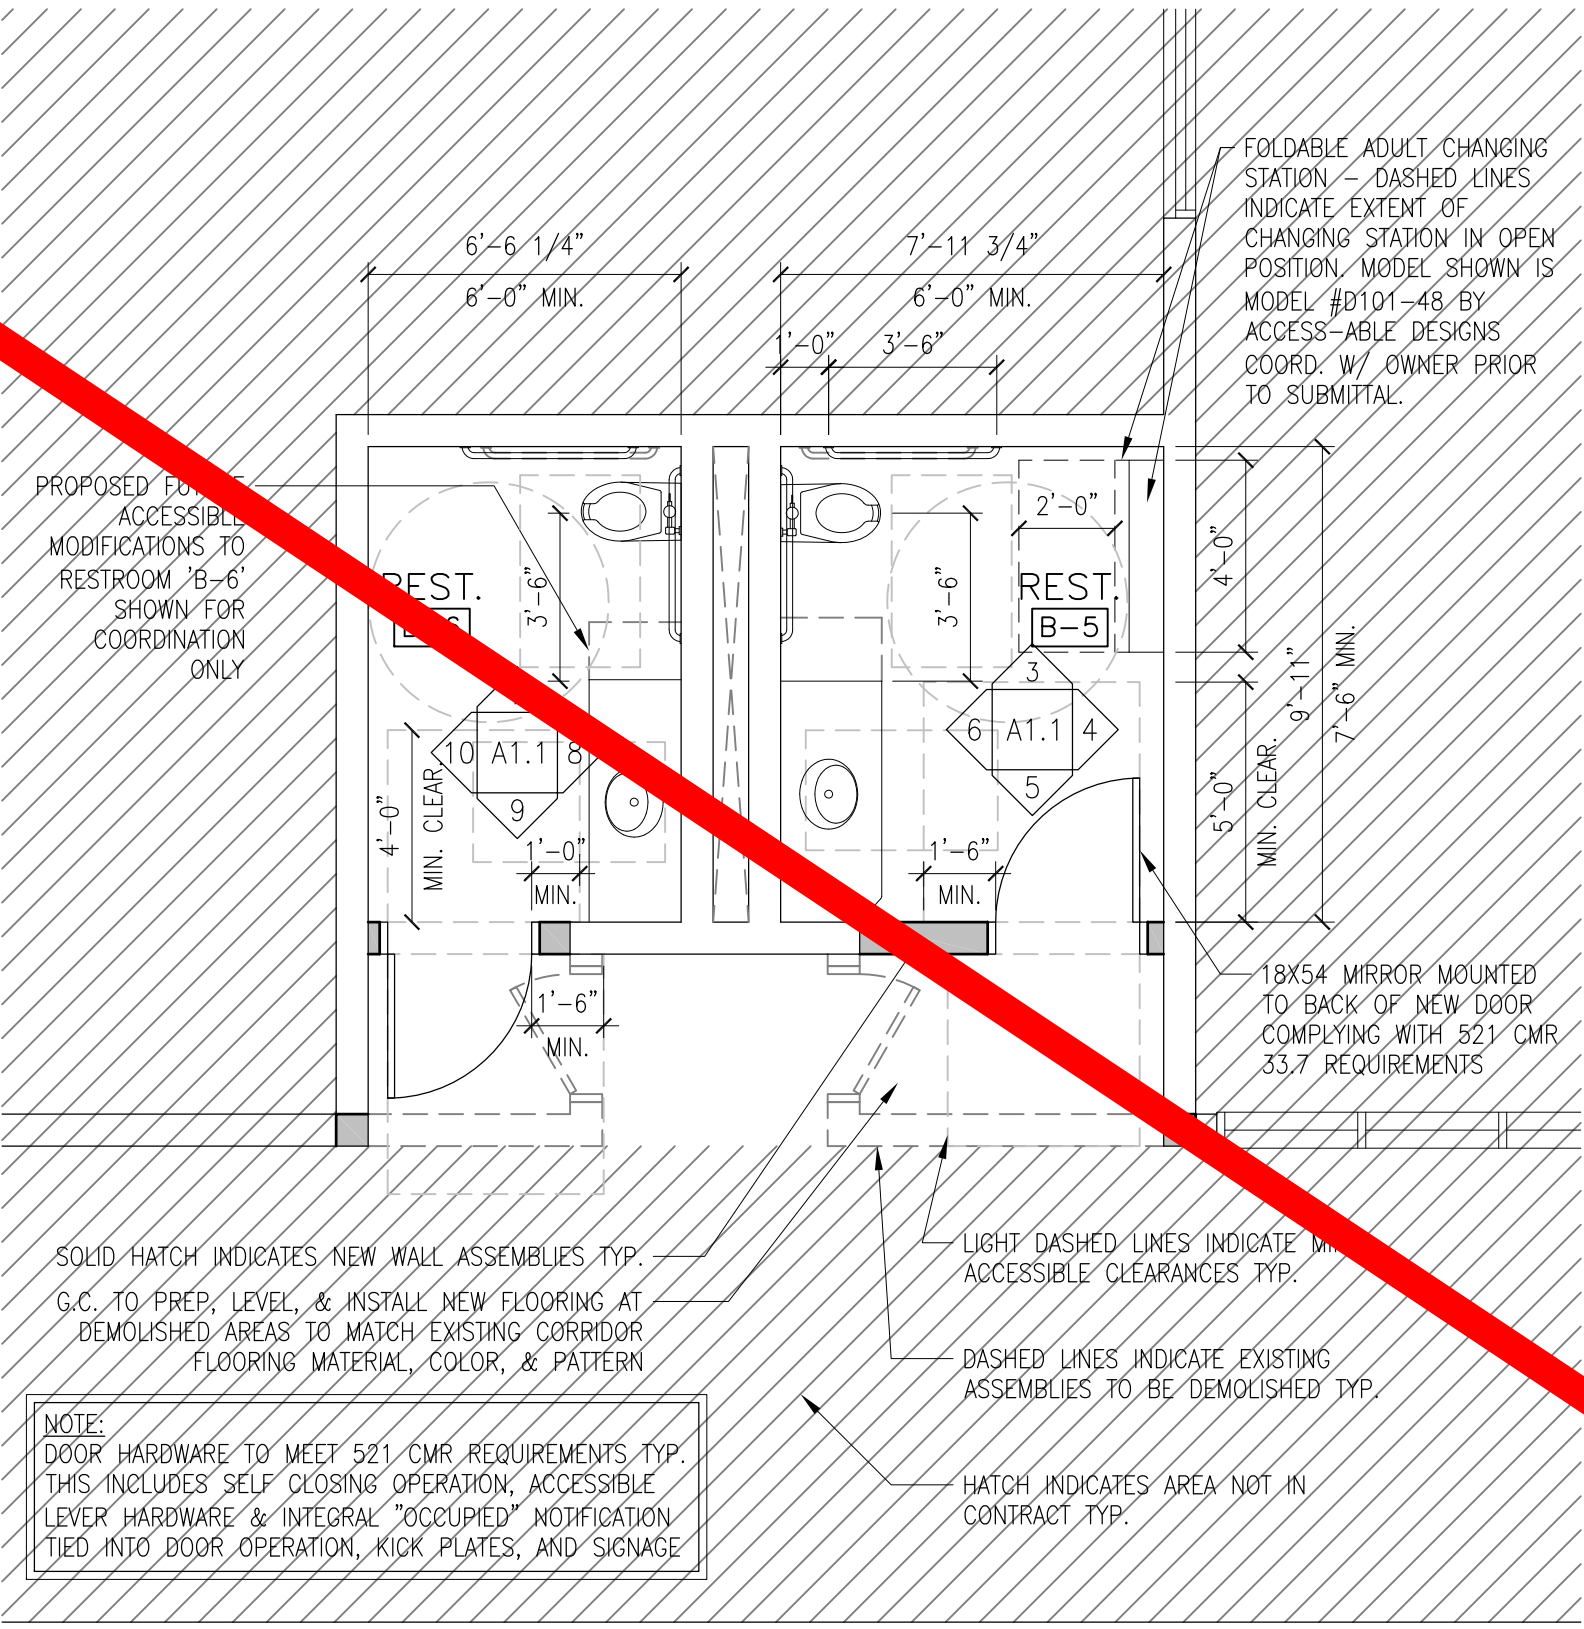 FOLDABLE ADULT CHANGING
STATION – DASHED LINES
INDICATE EXTENT OF
CHANGING STATION IN OPEN
POSITION. MODEL SHOWN IS
MODEL #D101–48 BY
ACCESS–ABLE DESIGNS
COORD. W/ OWNER PRIOR
TO SUBMITTAL.
6'–6 1/4"
6'–0" MIN.
7'–11 3/4"
6'–0" MIN.
1'–0"
3'–6"
PROPOSED
ACCESSIBLE
MODIFICATIONS TO
RESTROOM 'B–6'
SHOWN FOR
COORDINATION
ONLY
REST.
3'–6"
3'–6"
2'–0"
REST.
B–5
4'–0"
9'–11"
7'–6" MIN.
5'–0"
MIN. CLEAR.
10 A1.1 8
9
3
6 A1.1 4
5
4'–0"
MIN. CLEAR.
1'–0"
MIN.
1'–6"
MIN.
1'–6"
MIN.
18X54 MIRROR MOUNTED
TO BACK OF NEW DOOR
COMPLYING WITH 521 CMR
33.7 REQUIREMENTS
SOLID HATCH INDICATES NEW WALL ASSEMBLIES TYP.
G.C. TO PREP, LEVEL, & INSTALL NEW FLOORING AT
DEMOLISHED AREAS TO MATCH EXISTING CORRIDOR
FLOORING MATERIAL, COLOR, & PATTERN
LIGHT DASHED LINES INDICATE
ACCESSIBLE CLEARANCES TYP.
DASHED LINES INDICATE EXISTING
ASSEMBLIES TO BE DEMOLISHED TYP.
HATCH INDICATES AREA NOT IN
CONTRACT TYP.
NOTE:
DOOR HARDWARE TO MEET 521 CMR REQUIREMENTS TYP.
THIS INCLUDES SELF CLOSING OPERATION, ACCESSIBLE
LEVER HARDWARE & INTEGRAL "OCCUPIED" NOTIFICATION
TIED INTO DOOR OPERATION, KICK PLATES, AND SIGNAGE